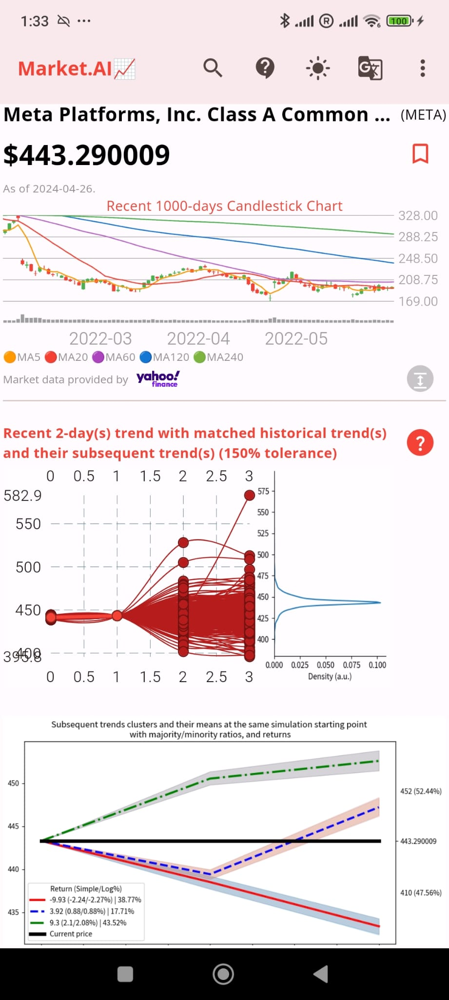 1:33
R
6
100
Market.AI
G
Meta Platforms, Inc. Class A Common ... (META)
$443.290009
As of 2024-04-26.
Recent 1000-days Candlestick Chart
328.00
288.25
248.50
208.75
169.00
2022-03 2022-04 2022-05
MA5 MA20 MA60 MA120 MA240
Market data provided by yahoo! finance
Recent 2-day(s) trend with matched historical trend(s)
and their subsequent trend(s) (150% tolerance)
?
0 0.5 1 1.5 2 2.5 3
582.9
550
500
450
400
395.8
0 0.5 1 1.5 2 2.5 3
575
550
525
500
475
450
425
400
0.000 0.025 0.050 0.075 0.100
Density (a.u.)
Subsequent trends clusters and their means at the same simulation starting point
with majority/minority ratios, and returns
450
445
440
435
452 (52.44%)
443.290009
410 (47.56%)
Return (Simple/Log%)
-9.93 (-2.24/-2.27%) | 38.77%
3.92 (0.88/0.88%) | 17.71%
9.3 (2.1/2.08%) | 43.52%
Current price